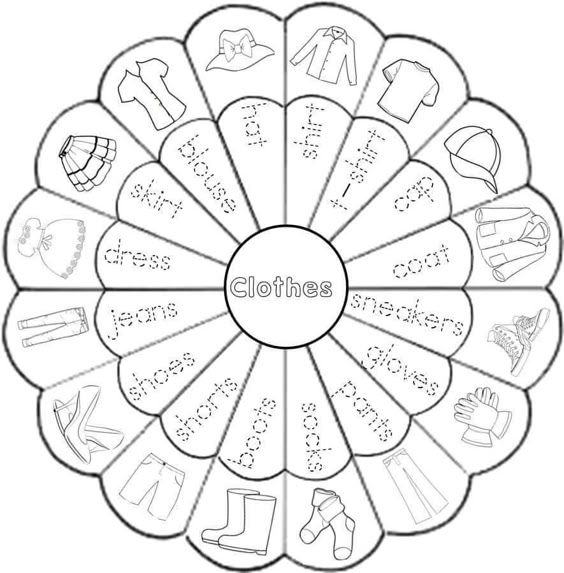 Clothes
shirt
t-shirt
cap
coat
sneakers
gloves
pants
socks
boots
shorts
shoes
jeans
dress
skirt
blouse
hat